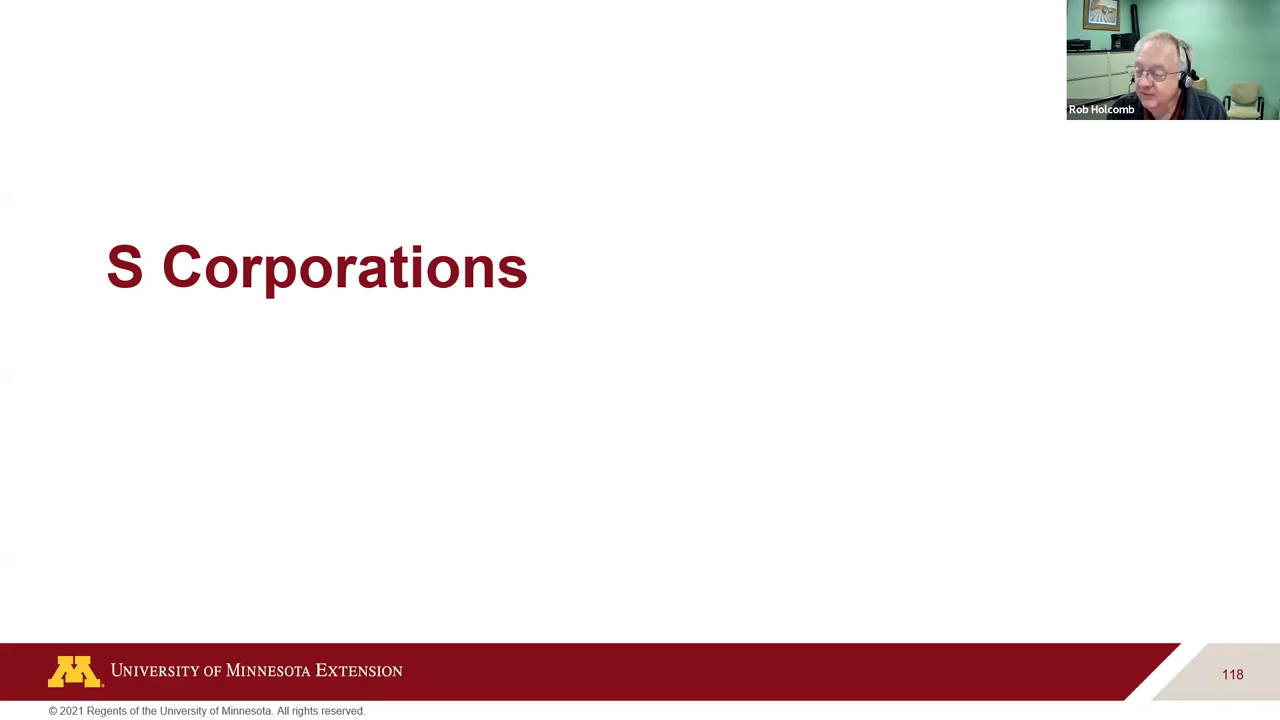 Rob Holcomb
S Corporations
UNIVERSITY OF MINNESOTA EXTENSION
118
© 2021 Regents of the University of Minnesota. All rights reserved.